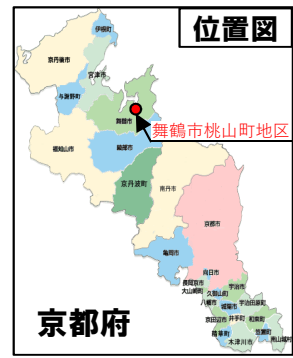 位置図
伊根町
京丹後市
宮津市
与謝野町
舞鶴市
舞鶴市桃山町地区
福知山市
綾部市
京丹波町
南丹市
京都市
亀岡市
向日市
長岡京市
大山崎町
宇治市
久御山町
八幡市
城陽市
宇治田原町
京田辺市
井手町
和束町
精華町
笠置町
木津川市
南山城村
京都府